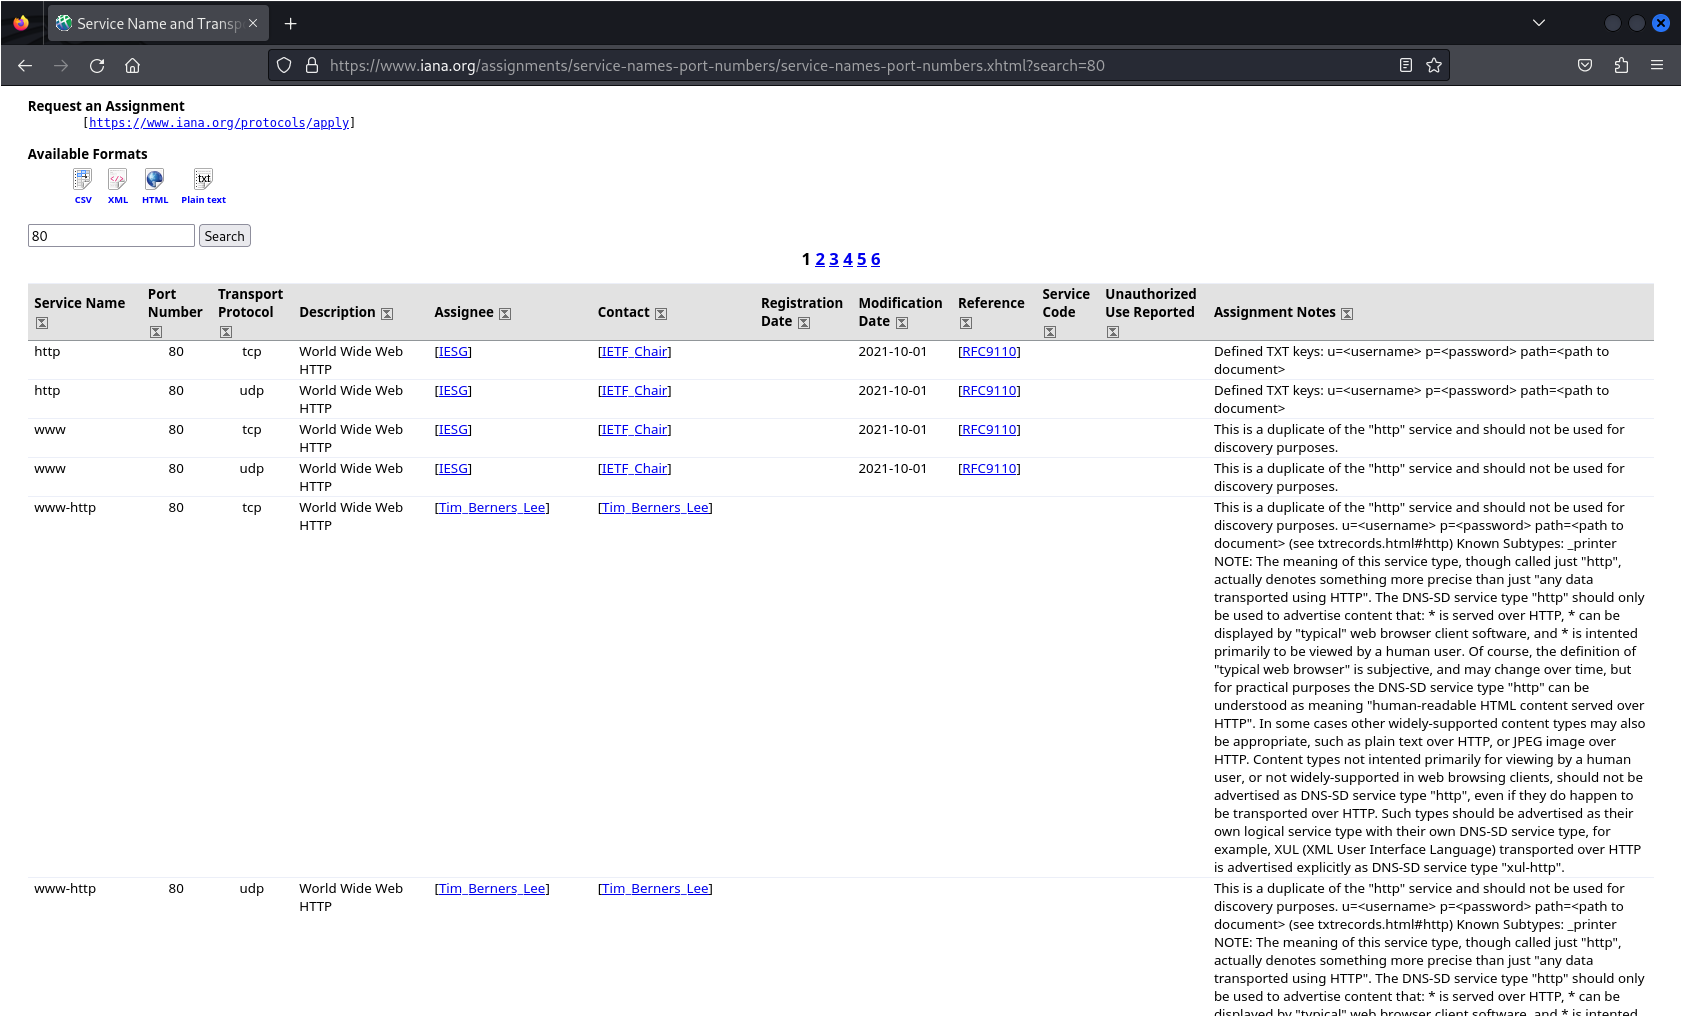 Service Name and Transp
https://www.iana.org/assignments/service-names-port-numbers/service-names-port-numbers.xhtml?search=80
Request an Assignment
[https://www.iana.org/protocols/apply]
Available Formats
CSV XML HTML Plain text
80 Search
1 2 3 4 5 6
Service Name Port Number Transport Protocol Description Assignee Contact Registration Date Modification Date Reference Service Code Unauthorized Use Reported Assignment Notes
http 80 tcp World Wide Web [IESG] [IETF_Chair] 2021-10-01 [RFC9110] Defined TXT keys: u=<username> p=<password> path=<path to
HTTP document>
http 80 udp World Wide Web [IESG] [IETF_Chair] 2021-10-01 [RFC9110] Defined TXT keys: u=<username> p=<password> path=<path to
HTTP document>
www 80 tcp World Wide Web [IESG] [IETF_Chair] 2021-10-01 [RFC9110] This is a duplicate of the "http" service and should not be used for
HTTP discovery purposes.
www 80 udp World Wide Web [IESG] [IETF_Chair] 2021-10-01 [RFC9110] This is a duplicate of the "http" service and should not be used for
HTTP discovery purposes.
www-http 80 tcp World Wide Web [Tim_Berners_Lee] [Tim_Berners_Lee] This is a duplicate of the "http" service and should not be used for
HTTP discovery purposes. u=<username> p=<password> path=<path to
document> (see txtrecords.html#http) Known Subtypes: _printer
NOTE: The meaning of this service type, though called just "http",
actually denotes something more precise than just "any data
transported using HTTP". The DNS-SD service type "http" should only
be used to advertise content that: * is served over HTTP, * can be
displayed by "typical" web browser client software, and * is intented
primarily to be viewed by a human user. Of course, the definition of
"typical web browser" is subjective, and may change over time, but
for practical purposes the DNS-SD service type "http" can be
understood as meaning "human-readable HTML content served over
HTTP". In some cases other widely-supported content types may also
be appropriate, such as plain text over HTTP, or JPEG image over
HTTP. Content types not intented primarily for viewing by a human
user, or not widely-supported in web browsing clients, should not be
advertised as DNS-SD service type "http", even if they do happen to
be transported over HTTP. Such types should be advertised as their
own logical service type with their own DNS-SD service type, for
example, XUL (XML User Interface Language) transported over HTTP
is advertised explicitly as DNS-SD service type "xul-http".
www-http 80 udp World Wide Web [Tim_Berners_Lee] [Tim_Berners_Lee] This is a duplicate of the "http" service and should not be used for
HTTP discovery purposes. u=<username> p=<password> path=<path to
document> (see txtrecords.html#http) Known Subtypes: _printer
NOTE: The meaning of this service type, though called just "http",
actually denotes something more precise than just "any data
transported using HTTP". The DNS-SD service type "http" should only
be used to advertise content that: * is served over HTTP, * can be
displayed by "typical" web browser client software, and * is intented